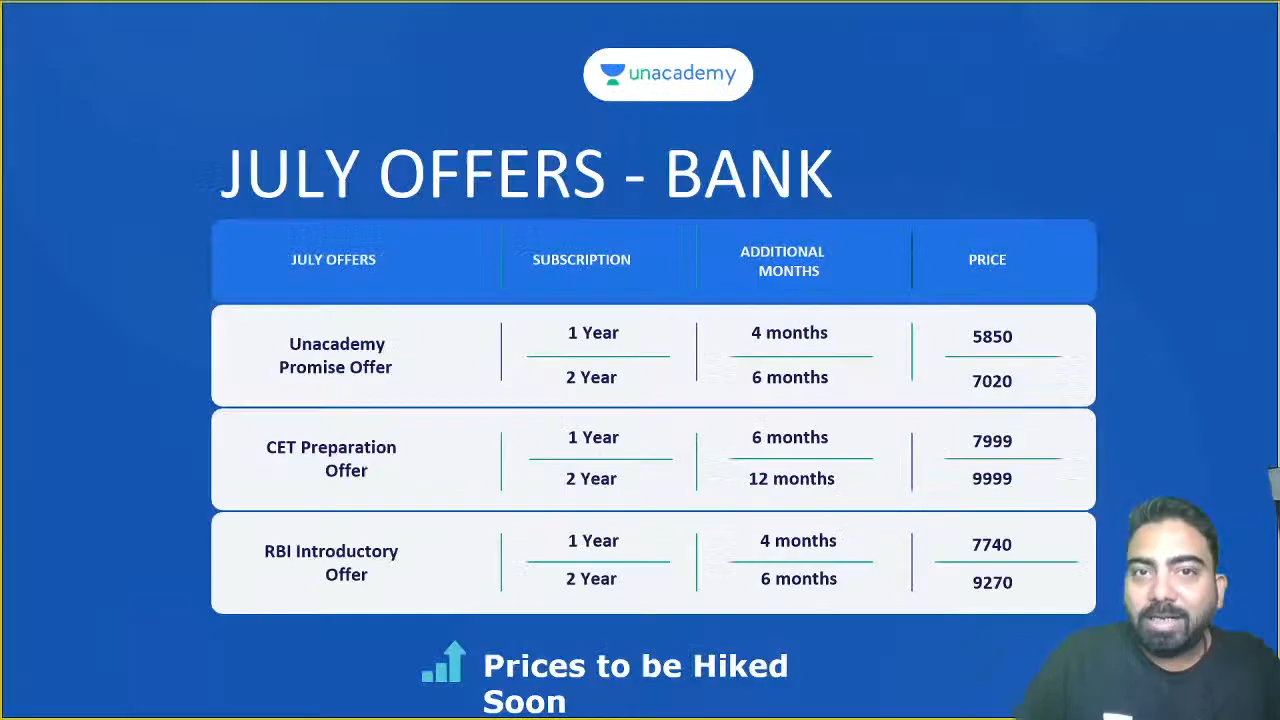 unacademy
JULY OFFERS - BANK
JULY OFFERS
SUBSCRIPTION
ADDITIONAL
MONTHS
PRICE
Unacademy
Promise Offer
1 Year
4 months
5850
2 Year
6 months
7020
CET Preparation
Offer
1 Year
6 months
7999
2 Year
12 months
9999
RBI Introductory
Offer
1 Year
4 months
7740
2 Year
6 months
9270
Prices to be Hiked
Soon